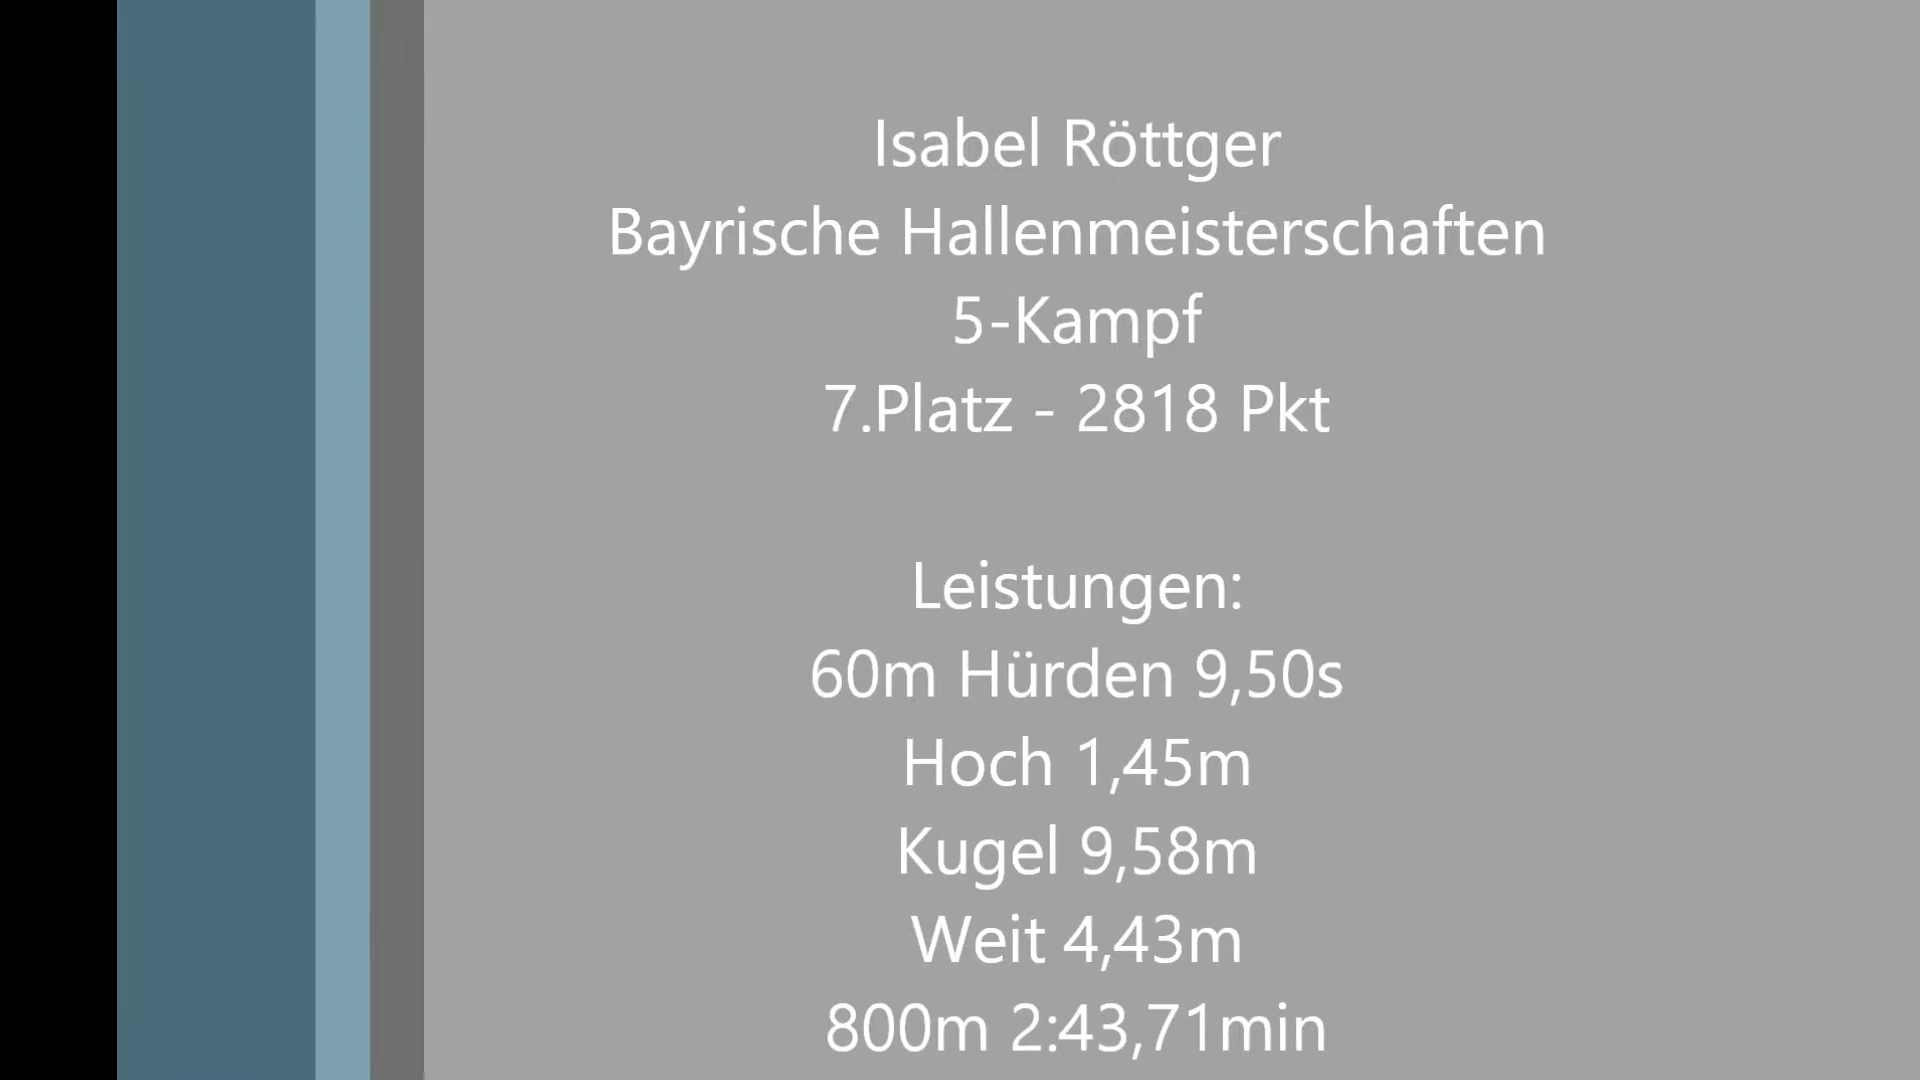 Isabel Röttger
Bayrische Hallenmeisterschaften
5-Kampf
7.Platz - 2818 Pkt
Leistungen:
60m Hürden 9,50s
Hoch 1,45m
Kugel 9,58m
Weit 4,43m
800m 2:43,71min